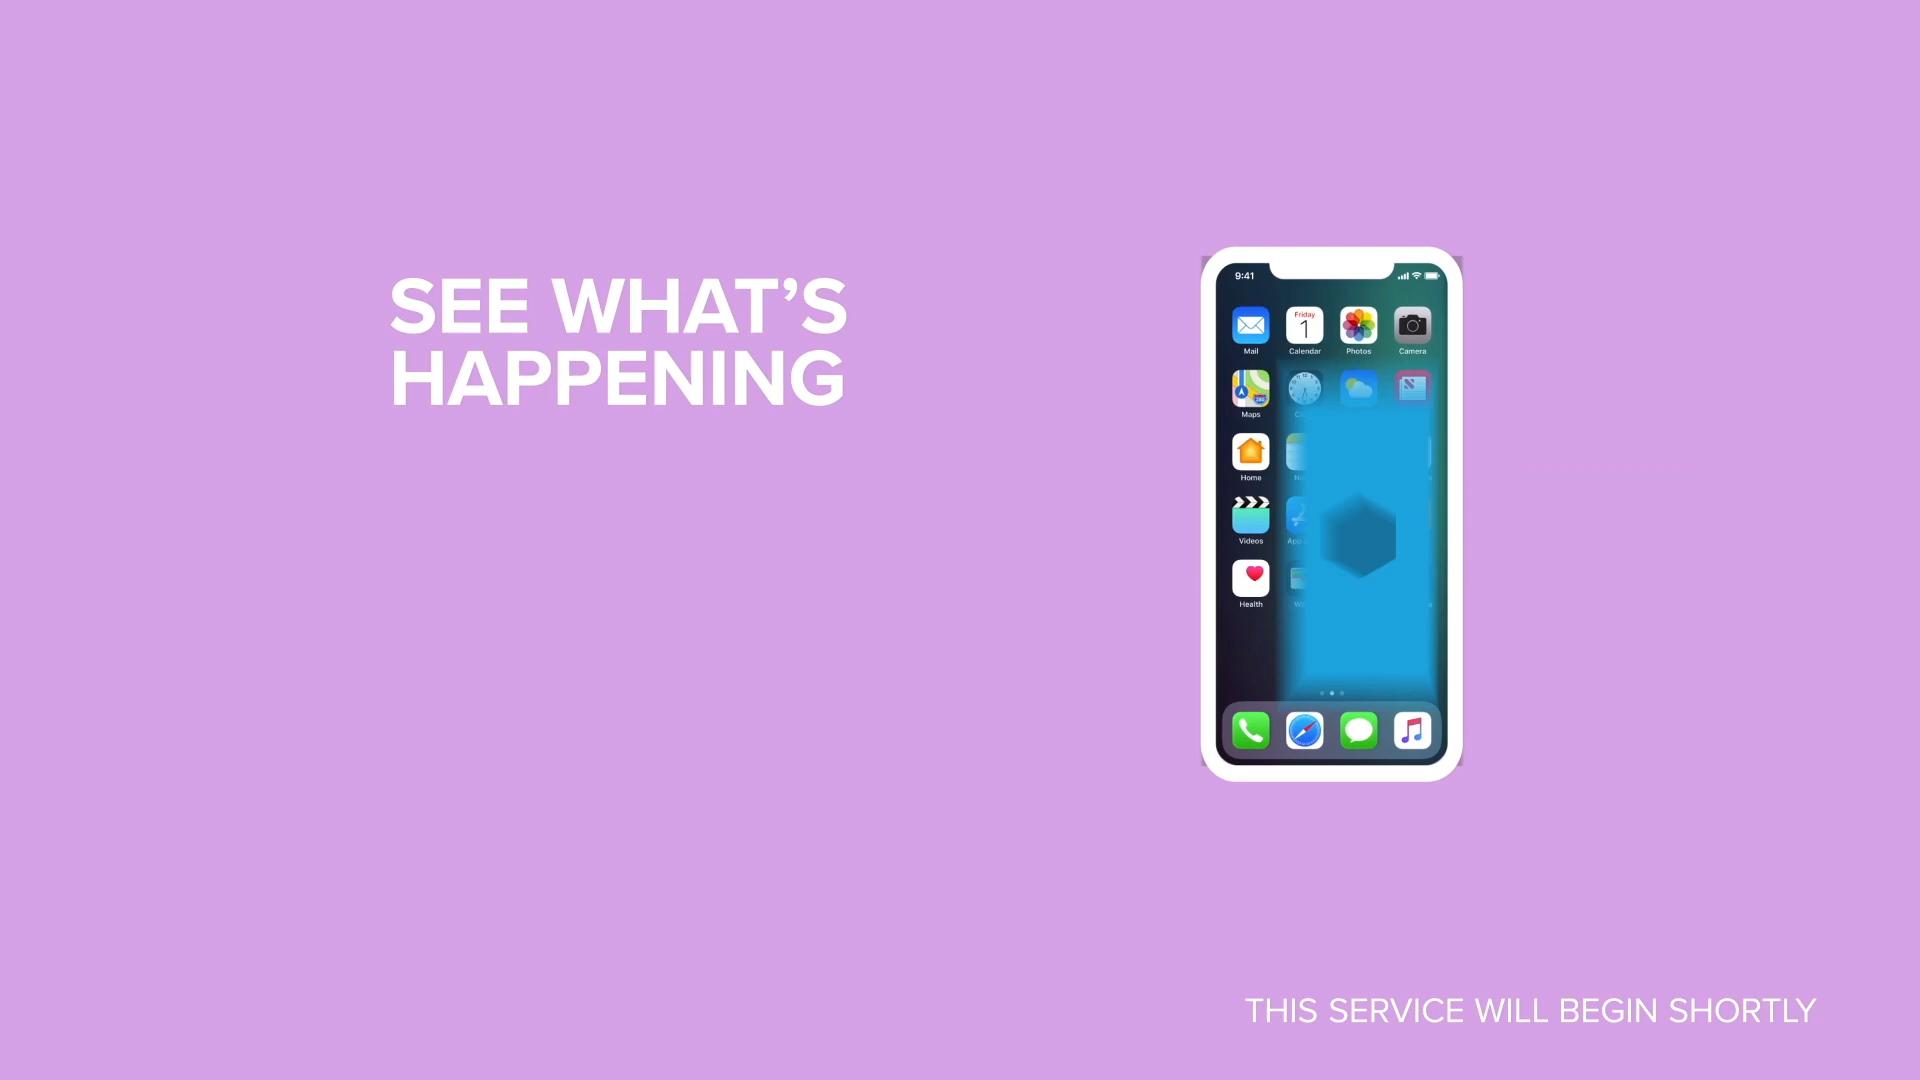 SEE WHAT’S
HAPPENING
9:41
Friday
1
Mail Calendar Photos Camera
280
Maps
Home
Videos
Health
THIS SERVICE WILL BEGIN SHORTLY